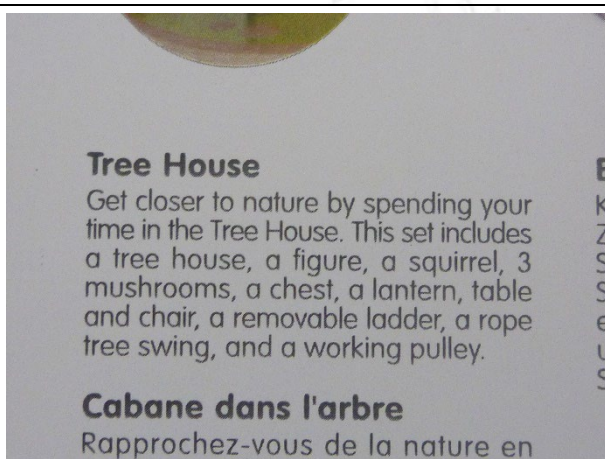 Tree House
Get closer to nature by spending your
time in the Tree House. This set includes
a tree house, a figure, a squirrel, 3
mushrooms, a chest, a lantern, table
and chair, a removable ladder, a rope
tree swing, and a working pulley.
Cabane dans l'arbre
Rapprochez-vous de la nature en